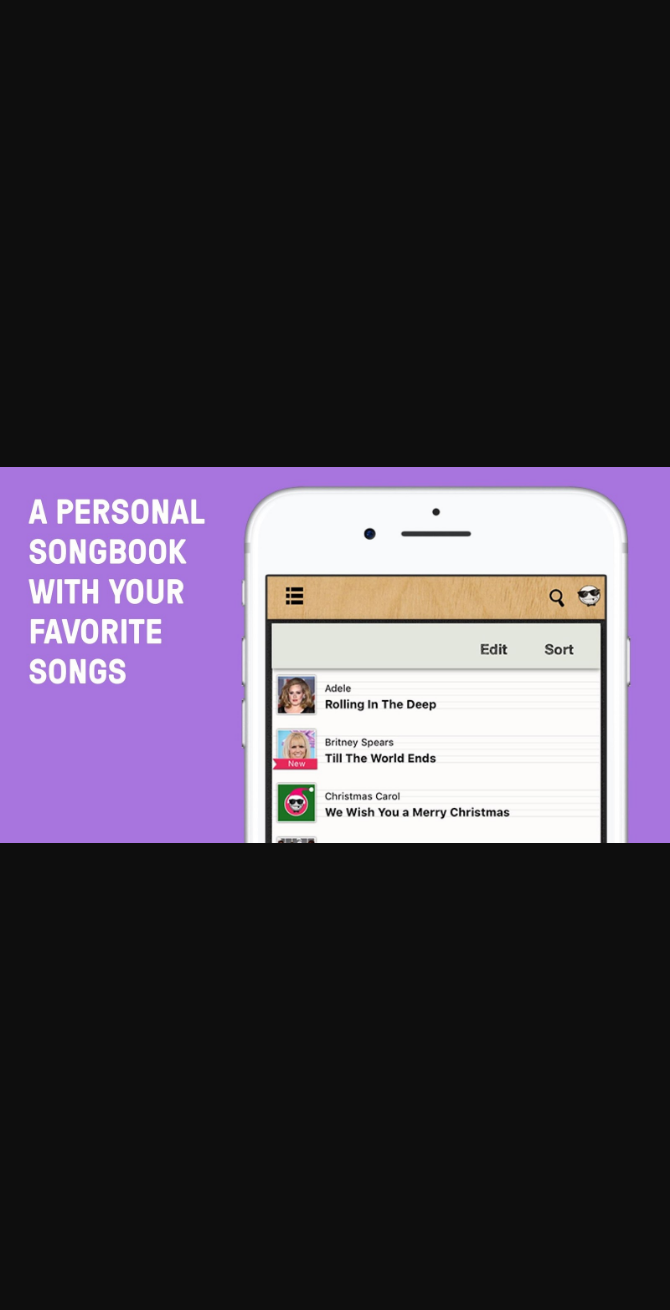 A PERSONAL
SONGBOOK
WITH YOUR
FAVORITE
SONGS
Edit Sort
Adele
Rolling In The Deep
Britney Spears
Till The World Ends
New
Christmas Carol
We Wish You a Merry Christmas